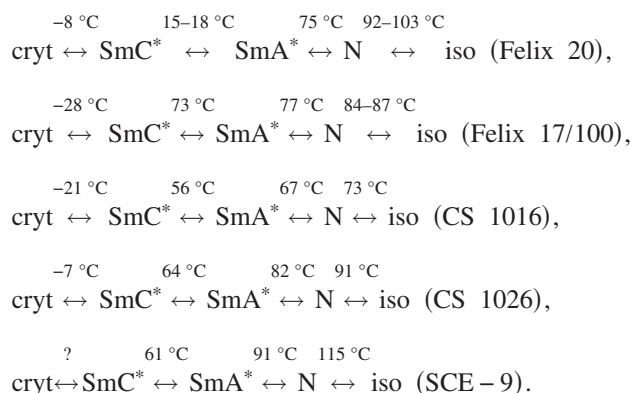 −8 °C 15–18 °C 75 °C 92–103 °C
cryt ↔ SmC* ↔ SmA* ↔ N ↔ iso (Felix 20),
−28 °C 73 °C 77 °C 84–87 °C
cryt ↔ SmC* ↔ SmA* ↔ N ↔ iso (Felix 17/100),
−21 °C 56 °C 67 °C 73 °C
cryt ↔ SmC* ↔ SmA* ↔ N ↔ iso (CS 1016),
−7 °C 64 °C 82 °C 91 °C
cryt ↔ SmC* ↔ SmA* ↔ N ↔ iso (CS 1026),
? 61 °C 91 °C 115 °C
cryt↔SmC* ↔ SmA* ↔ N ↔ iso (SCE−9).